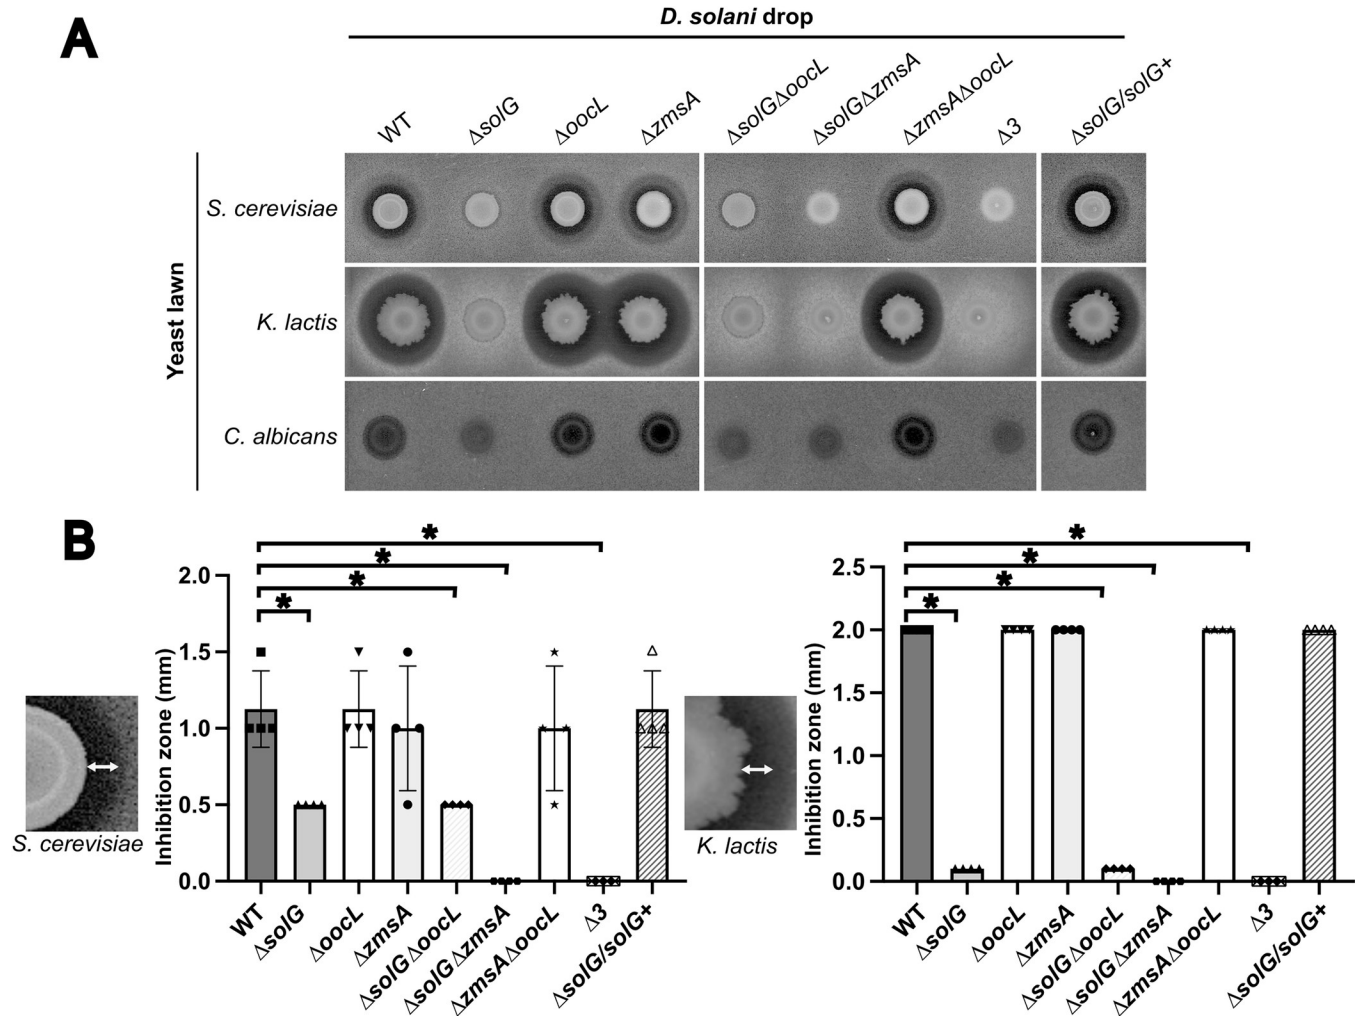 A
D. solani drop
WT
ΔsolG
ΔoocL
ΔzmsA
ΔsolGΔoocL
ΔsolGΔzmsA
ΔzmsAΔoocL
Δ3
ΔsolG/solG+
Yeast lawn
S. cerevisiae
K. lactis
C. albicans
B
S. cerevisiae
Inhibition zone (mm)
2.0
1.5
1.0
0.5
0.0
*
*
*
*
WT
ΔsolG
ΔoocL
ΔzmsA
ΔsolGΔoocL
ΔsolGΔzmsA
ΔzmsAΔoocL
Δ3
ΔsolG/solG+
K. lactis
Inhibition zone (mm)
2.5
2.0
1.5
1.0
0.5
0.0
*
*
*
*
WT
ΔsolG
ΔoocL
ΔzmsA
ΔsolGΔoocL
ΔsolGΔzmsA
ΔzmsAΔoocL
Δ3
ΔsolG/solG+